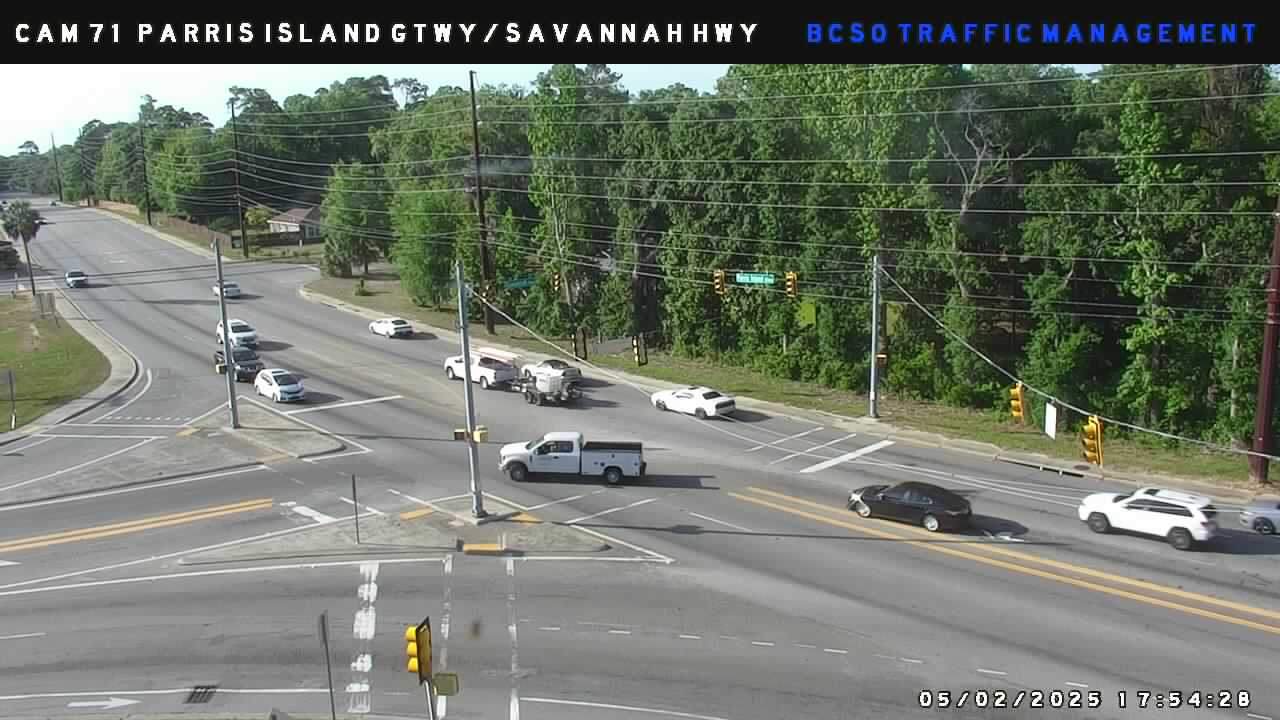 CAM 71 PARRIS ISLAND GTWY/SAVANNAH HWY BCSO TRAFFIC MANAGEMENT
05/02/2025 17:54:28